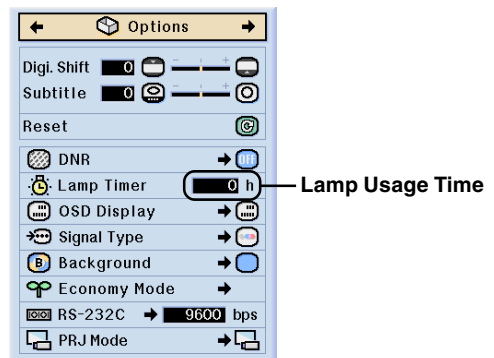 Options
Digi. Shift 0
Subtitle 0
Reset
DNR OFF
Lamp Timer 0 h Lamp Usage Time
OSD Display
Signal Type
B Background
Economy Mode
RS-232C 9600 bps
PRJ Mode